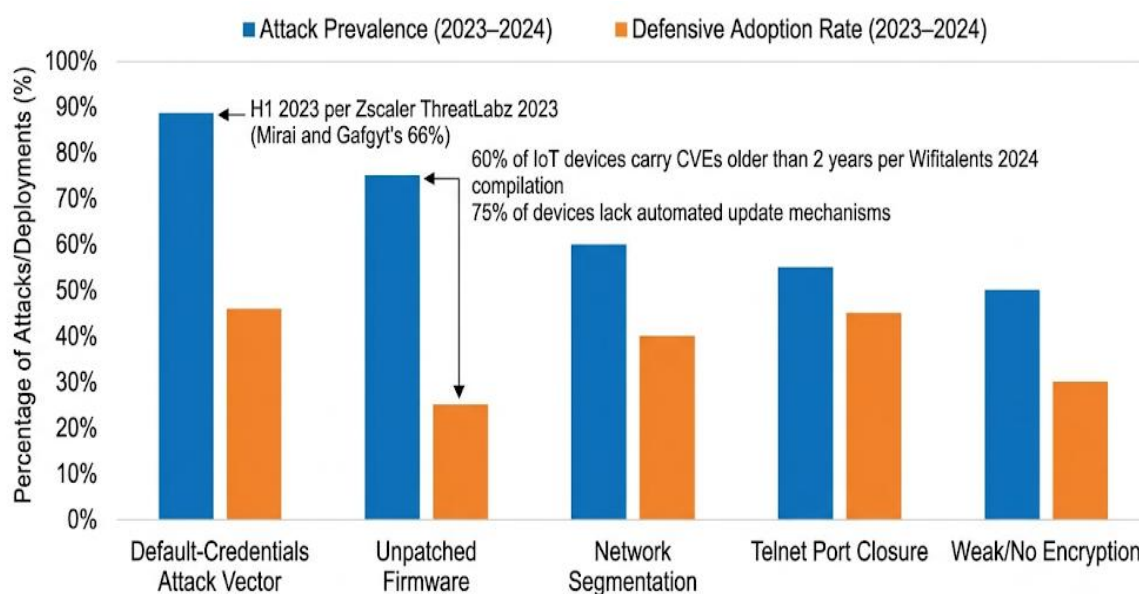 Attack Prevalence (2023–2024) Defensive Adoption Rate (2023–2024)
Percentage of Attacks/Deployments (%)
100%
90%
80%
70%
60%
50%
40%
30%
20%
10%
0%
H1 2023 per Zscaler ThreatLabz 2023
(Mirai and Gafgyt's 66%)
60% of IoT devices carry CVEs older than 2 years per Wifitalents 2024
compilation
75% of devices lack automated update mechanisms
Default-Credentials
Attack Vector
Unpatched
Firmware
Network
Segmentation
Telnet Port Closure
Weak/No Encryption